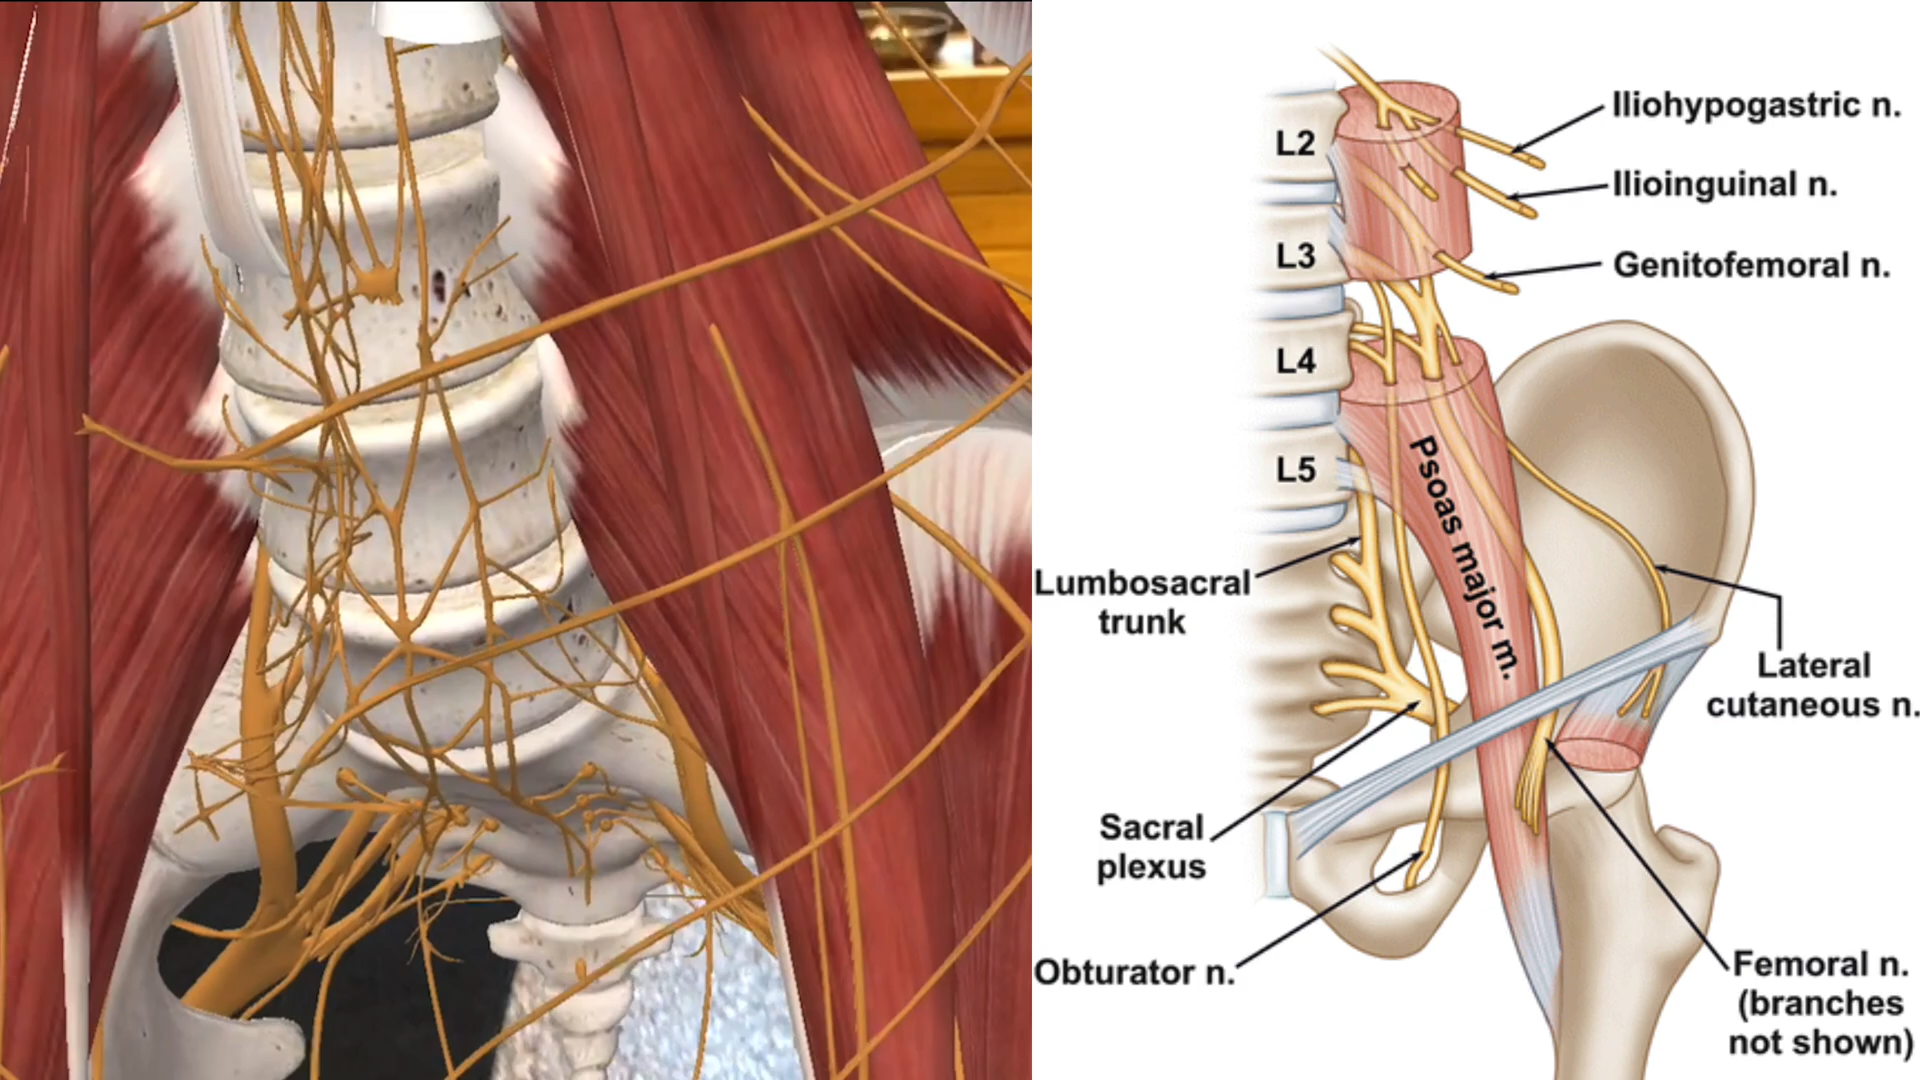 Iliohypogastric n.
L2
Ilioinguinal n.
L3
Genitofemoral n.
L4
L5
Psoas major m.
Lumbosacral
trunk
Lateral
cutaneous n.
Sacral
plexus
Obturator n.
Femoral n.
(branches
not shown)